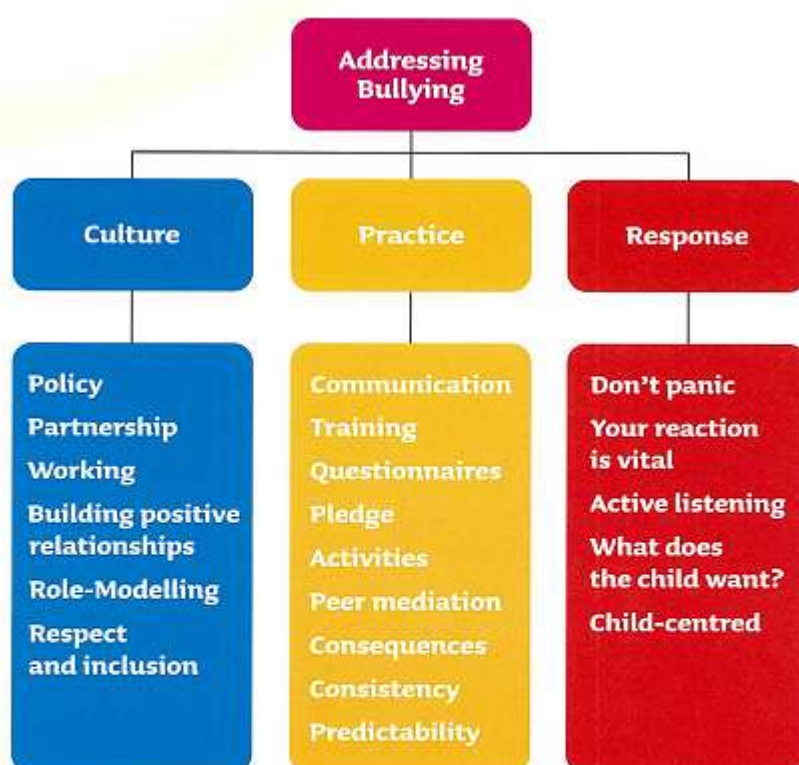 Addressing
Bullying
Culture
Practice
Response
Policy
Partnership
Working
Building positive
relationships
Role-Modelling
Respect
and inclusion
Communication
Training
Questionnaires
Pledge
Activities
Peer mediation
Consequences
Consistency
Predictability
Don't panic
Your reaction
is vital
Active listening
What does
the child want?
Child-centred